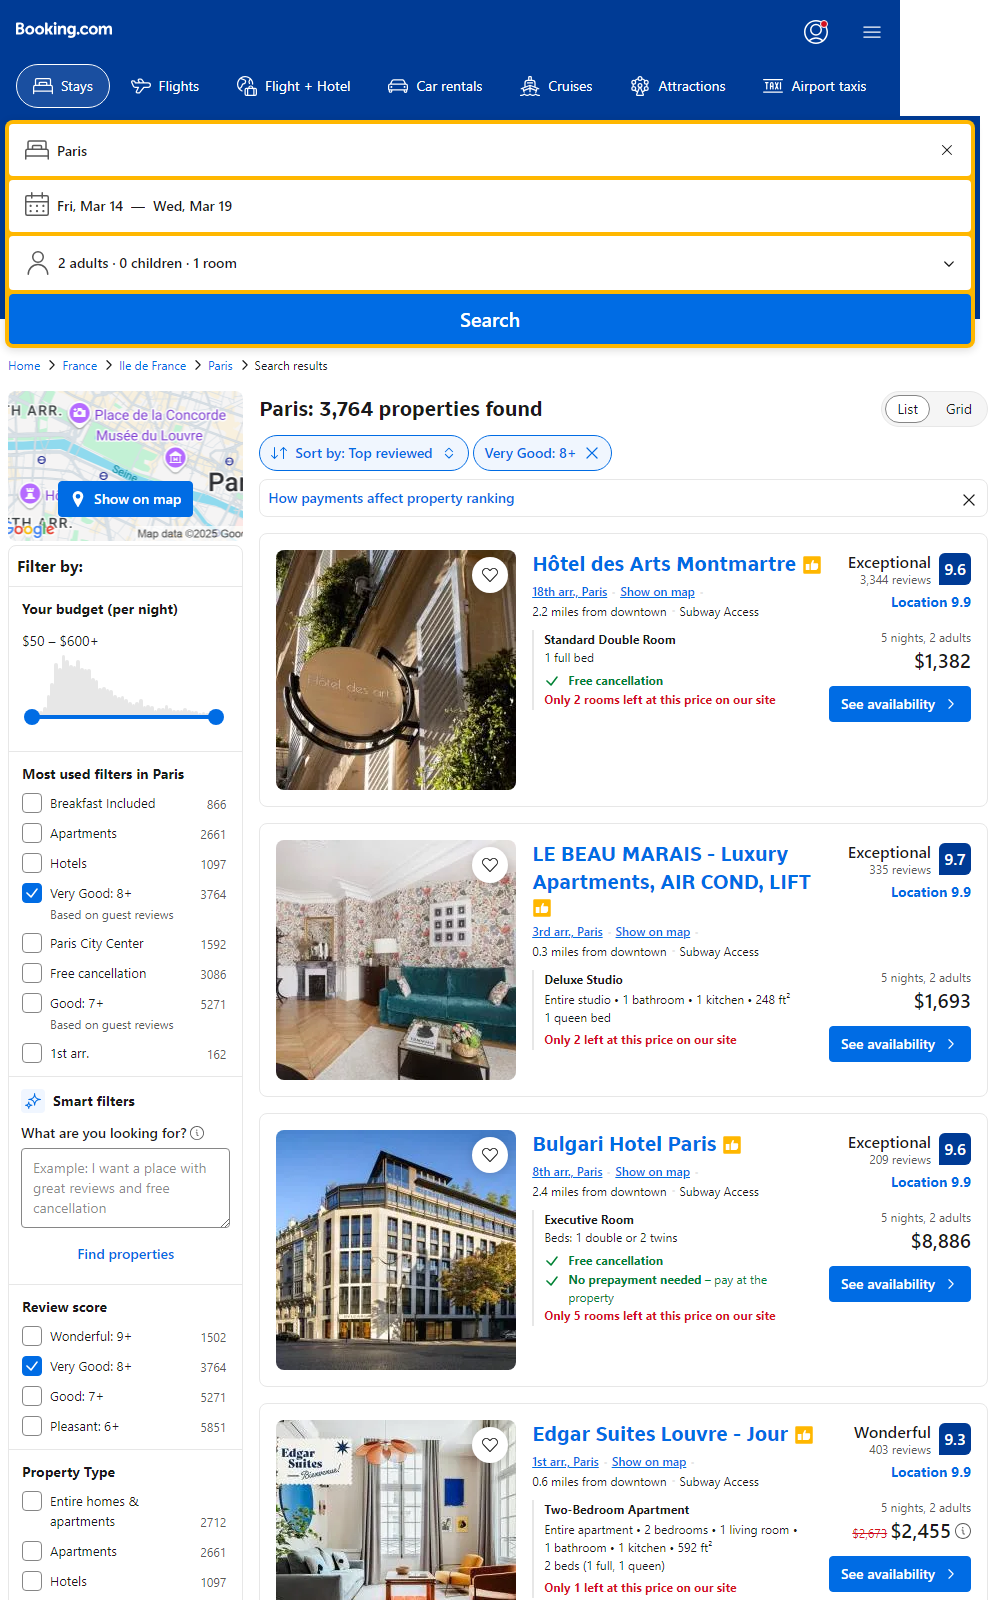 Booking.com
Stays
Flights
Flight + Hotel
Car rentals
Cruises
Attractions
TAXI
Airport taxis
Paris
Fri, Mar 14 — Wed, Mar 19
2 adults · 0 children · 1 room
Search
Home > France > Ile de France > Paris > Search results
TH ARR.
Place de la Concorde
Musée du Louvre
Seine
Show on map
TH ARR.
Google
Map data ©2025
Filter by:
Your budget (per night)
$50 – $600+
Most used filters in Paris
Breakfast Included 866
Apartments 2661
Hotels 1097
Very Good: 8+ 3764
Based on guest reviews
Paris City Center 1592
Free cancellation 3086
Good: 7+ 5271
Based on guest reviews
1st arr. 162
Smart filters
What are you looking for?
Example: I want a place with
great reviews and free
cancellation
Find properties
Review score
Wonderful: 9+ 1502
Very Good: 8+ 3764
Good: 7+ 5271
Pleasant: 6+ 5851
Property Type
Entire homes &
apartments 2712
Apartments 2661
Hotels 1097
Paris: 3,764 properties found
List
Grid
Sort by: Top reviewed
Very Good: 8+
How payments affect property ranking
Hôtel des Arts Montmartre
Exceptional
3,344 reviews
9.6
18th arr., Paris · Show on map
Location 9.9
2.2 miles from downtown · Subway Access
Standard Double Room
1 full bed
Free cancellation
Only 2 rooms left at this price on our site
5 nights, 2 adults
$1,382
See availability
Hôtel des arts
LE BEAU MARAIS - Luxury
Apartments, AIR COND, LIFT
Exceptional
335 reviews
9.7
Location 9.9
3rd arr., Paris · Show on map
0.3 miles from downtown · Subway Access
Deluxe Studio
Entire studio • 1 bathroom • 1 kitchen • 248 ft²
1 queen bed
Only 2 left at this price on our site
5 nights, 2 adults
$1,693
See availability
Bulgari Hotel Paris
Exceptional
209 reviews
9.6
8th arr., Paris · Show on map
Location 9.9
2.4 miles from downtown · Subway Access
Executive Room
Beds: 1 double or 2 twins
Free cancellation
No prepayment needed – pay at the
property
Only 5 rooms left at this price on our site
5 nights, 2 adults
$8,886
See availability
Edgar
Suites
— Bienvenue!
Edgar Suites Louvre - Jour
Wonderful
403 reviews
9.3
1st arr., Paris · Show on map
Location 9.9
0.6 miles from downtown · Subway Access
Two-Bedroom Apartment
Entire apartment • 2 bedrooms • 1 living room •
1 bathroom • 1 kitchen • 592 ft²
2 beds (1 full, 1 queen)
Only 1 left at this price on our site
5 nights, 2 adults
$2,673 $2,455
See availability